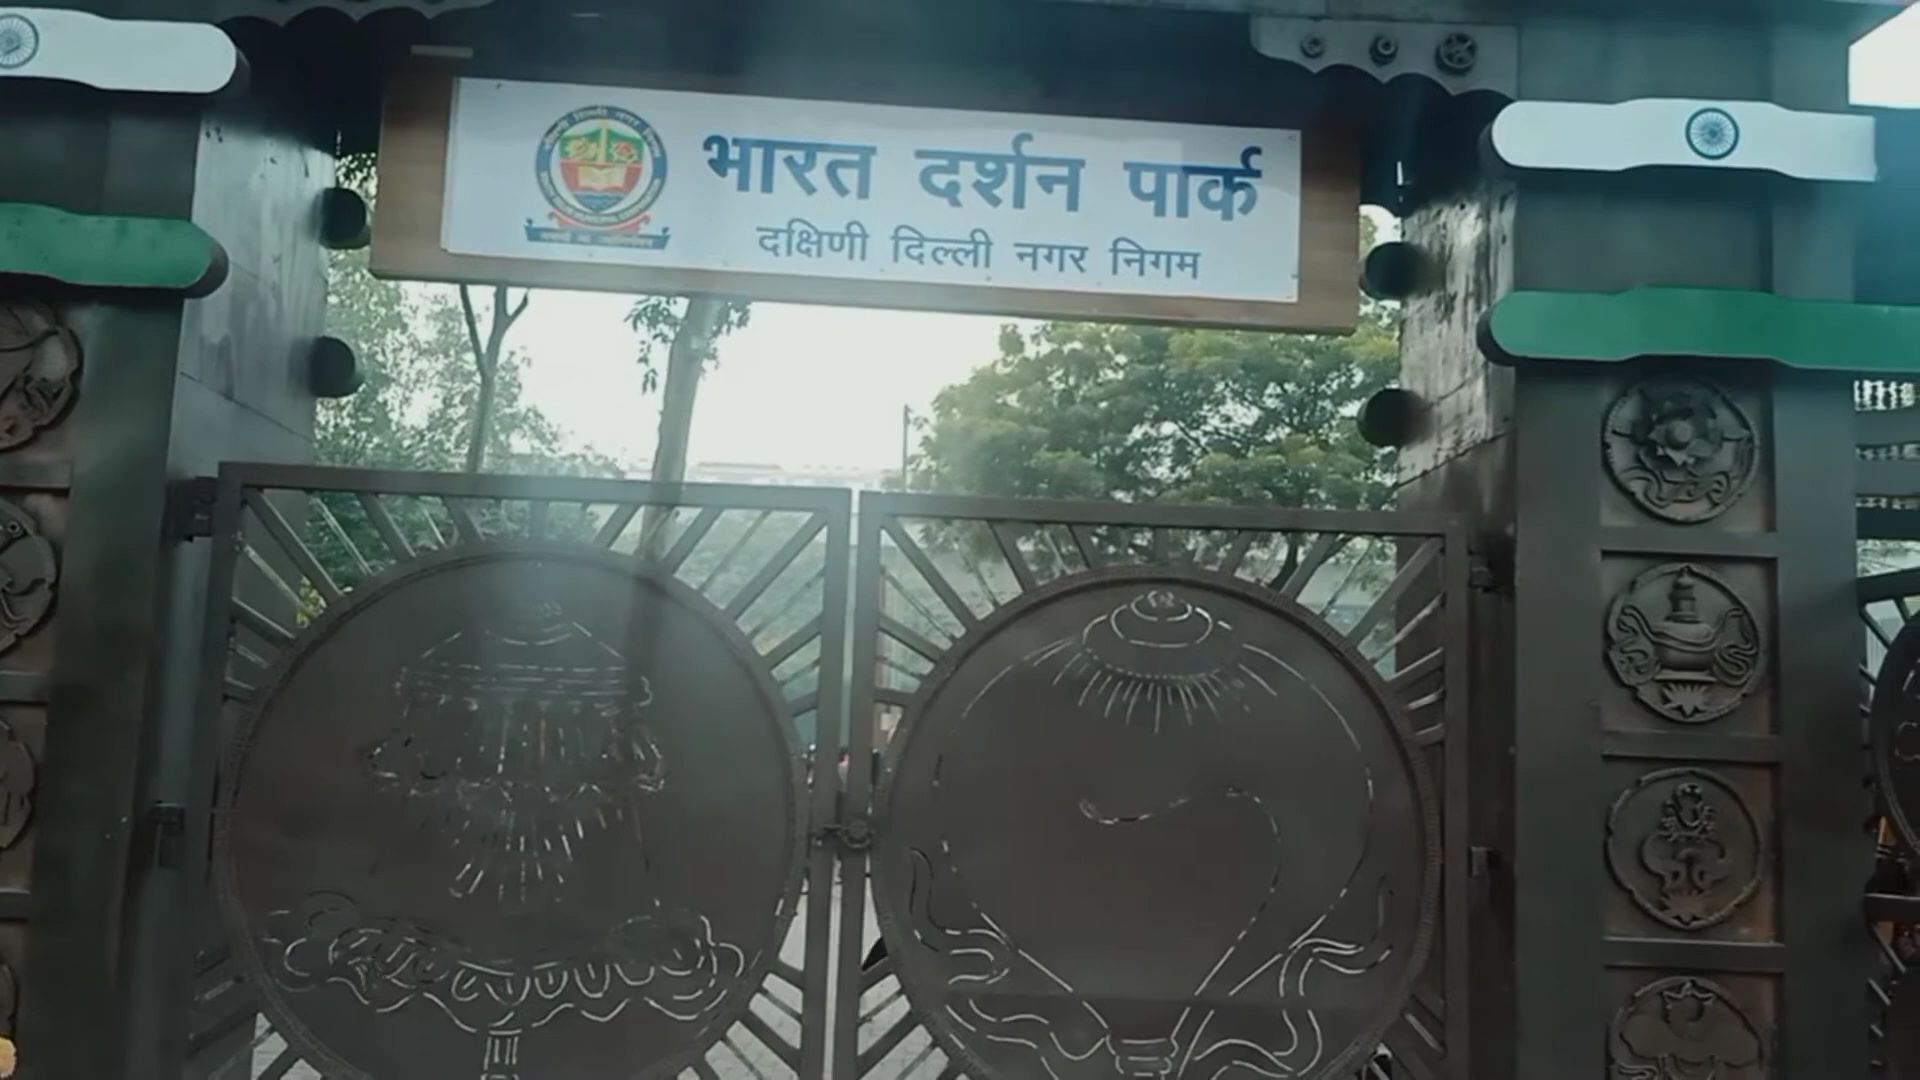 भारत दर्शन पार्क
दक्षिणी दिल्ली नगर निगम